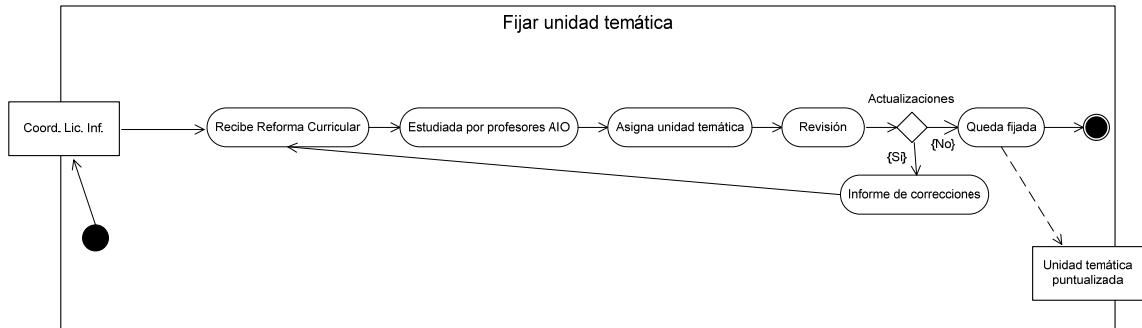 Fijar unidad temática
Coord. Lic. Inf.
Recibe Reforma Curricular
Estudiada por profesores AIO
Asigna unidad temática
Revisión
Actualizaciones
{Si}
{No}
Queda fijada
Informe de correcciones
Unidad temática
puntualizada